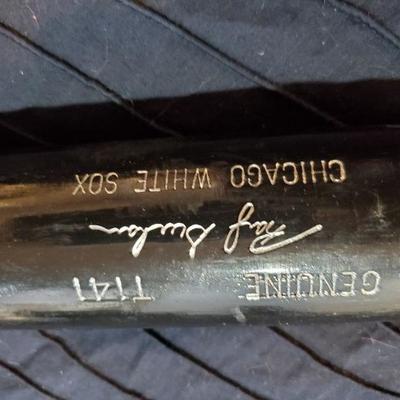 GENUINE T141
Ray Durham
CHICAGO WHITE SOX